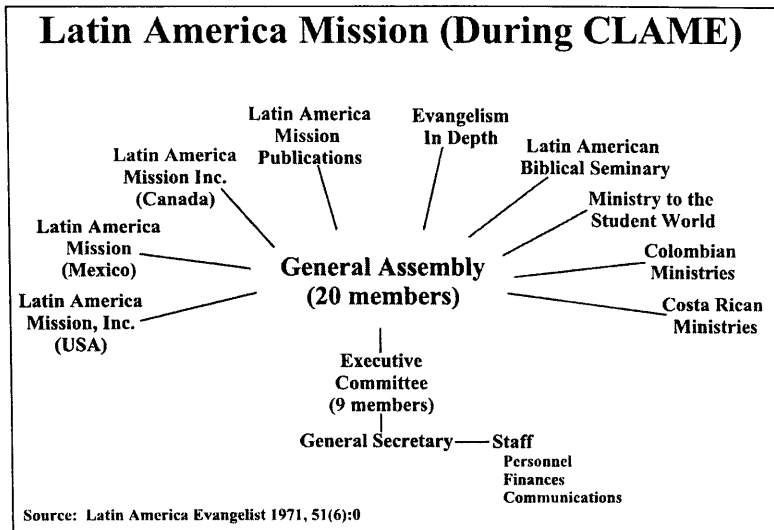 Latin America Mission (During CLAME)
Latin America
Mission
Publications
Evangelism
In Depth
Latin American
Biblical Seminary
Latin America
Mission Inc.
(Canada)
Ministry to the
Student World
Latin America
Mission
(Mexico)
General Assembly
(20 members)
Colombian
Ministries
Latin America
Mission, Inc.
(USA)
Costa Rican
Ministries
Executive
Committee
(9 members)
General Secretary
Staff
Personnel
Finances
Communications
Source: Latin America Evangelist 1971, 51(6):0